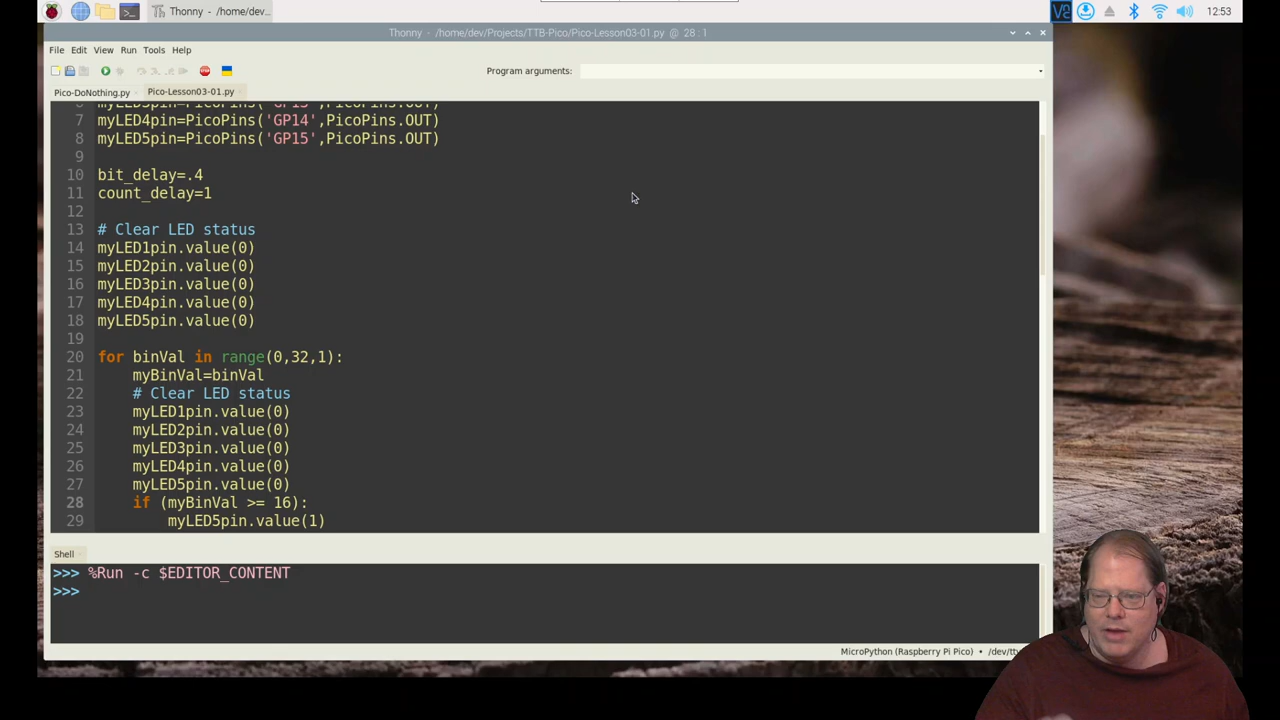 Thonny - /home/dev...
12:53
Thonny - /home/dev/Projects/TTB-Pico/Pico-Lesson03-01.py @ 28 : 1
File Edit View Run Tools Help
Program arguments:
Pico-DoNothing.py
Pico-Lesson03-01.py
7 myLED4pin=PicoPins('GP14',PicoPins.OUT)
8 myLED5pin=PicoPins('GP15',PicoPins.OUT)
9
10 bit_delay=.4
11 count_delay=1
12
13 # Clear LED status
14 myLED1pin.value(0)
15 myLED2pin.value(0)
16 myLED3pin.value(0)
17 myLED4pin.value(0)
18 myLED5pin.value(0)
19
20 for binVal in range(0,32,1):
21 myBinVal=binVal
22 # Clear LED status
23 myLED1pin.value(0)
24 myLED2pin.value(0)
25 myLED3pin.value(0)
26 myLED4pin.value(0)
27 myLED5pin.value(0)
28 if (myBinVal >= 16):
29 myLED5pin.value(1)
Shell
>>> %Run -c $EDITOR_CONTENT
>>>
MicroPython (Raspberry Pi Pico) • /dev/tty